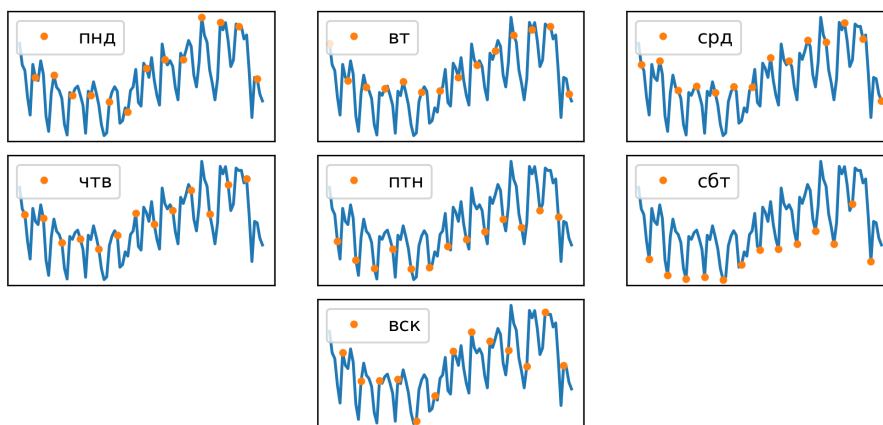 пнд
вт
срд
чтв
птн
сбт
вск